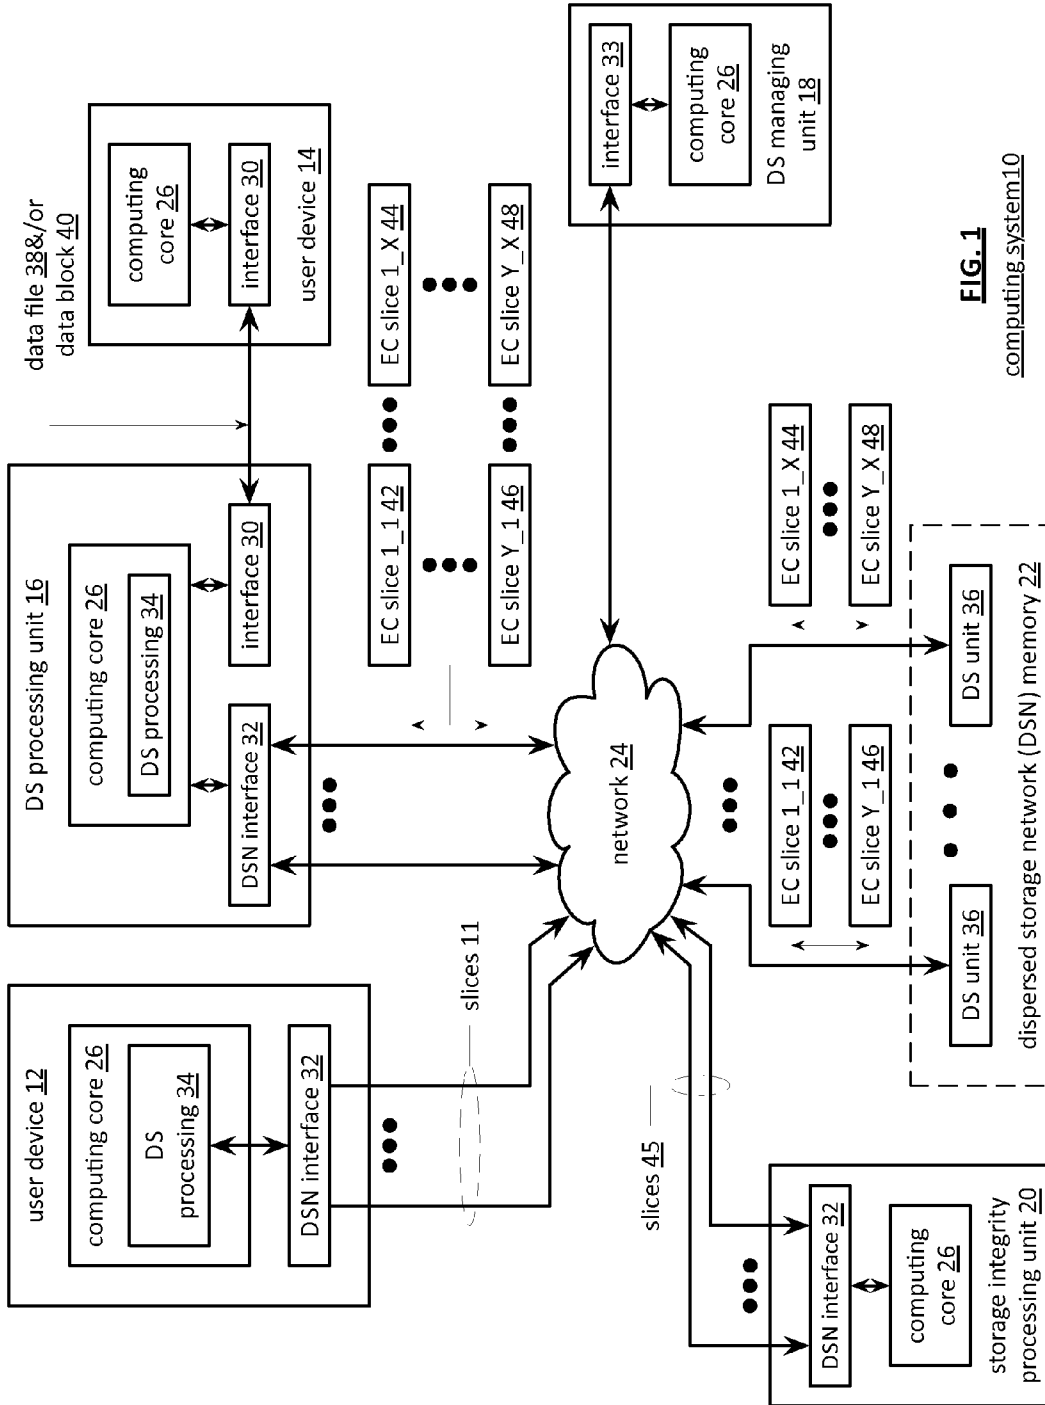 user device 12
computing core 26
DS
processing 34
DSN interface 32
slices 11
DS processing unit 16
computing core 26
DS processing 34
DSN interface 32
interface 30
data file 38&/or
data block 40
computing
core 26
interface 30
user device 14
EC slice 1_1 42
EC slice 1_X 44
EC slice Y_1 46
EC slice Y_X 48
network 24
interface 33
computing
core 26
DS managing
unit 18
slices 45
DSN interface 32
computing
core 26
storage integrity
processing unit 20
EC slice 1_1 42
EC slice Y_1 46
EC slice 1_X 44
EC slice Y_X 48
DS unit 36
DS unit 36
dispersed storage network (DSN) memory 22
FIG. 1
computing system10